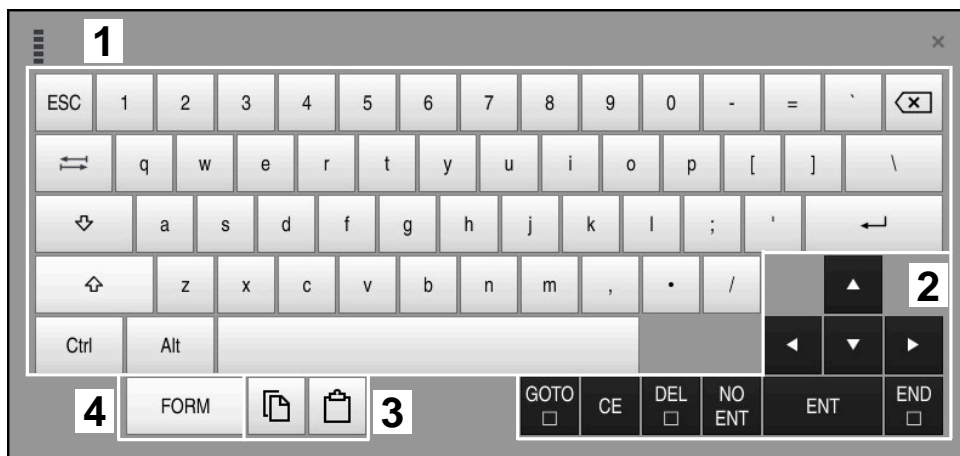 1
ESC 1 2 3 4 5 6 7 8 9 0 - = `
q w e r t y u i o p [ ] \
a s d f g h j k l ; '
z x c v b n m , • /
2
Ctrl Alt
4 FORM 3 GOTO CE DEL NO ENT ENT END